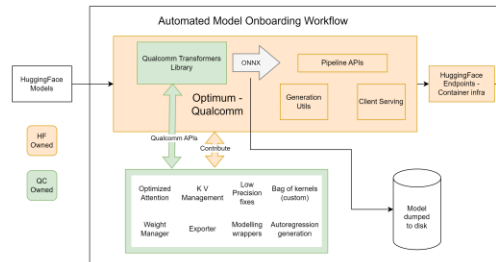 Automated Model Onboarding Workflow
HuggingFace
Models
Qualcomm Transformers
Library
ONNX
Pipeline APIs
Optimum -
Qualcomm
Generation
Utils
Client Serving
HuggingFace
Endpoints -
Container infra
HF
Owned
QC
Owned
Qualcomm APIs
Contribute
Optimized
Attention
K V
Management
Low
Precision
fixes
Bag of kernels
(custom)
Weight
Manager
Exporter
Modelling
wrappers
Autoregression
generation
Model
dumped
to disk